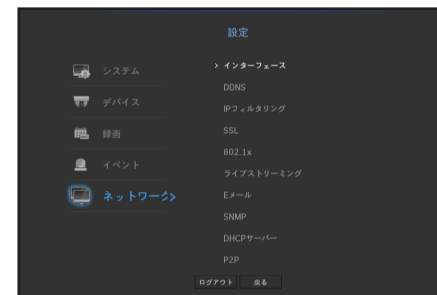 設定
システム
デバイス
録画
イベント
ネットワーク>
> インターフェース
DDNS
IPフィルタリング
SSL
802.1x
ライブストリーミング
Eメール
SNMP
DHCPサーバー
P2P
ログアウト 戻る